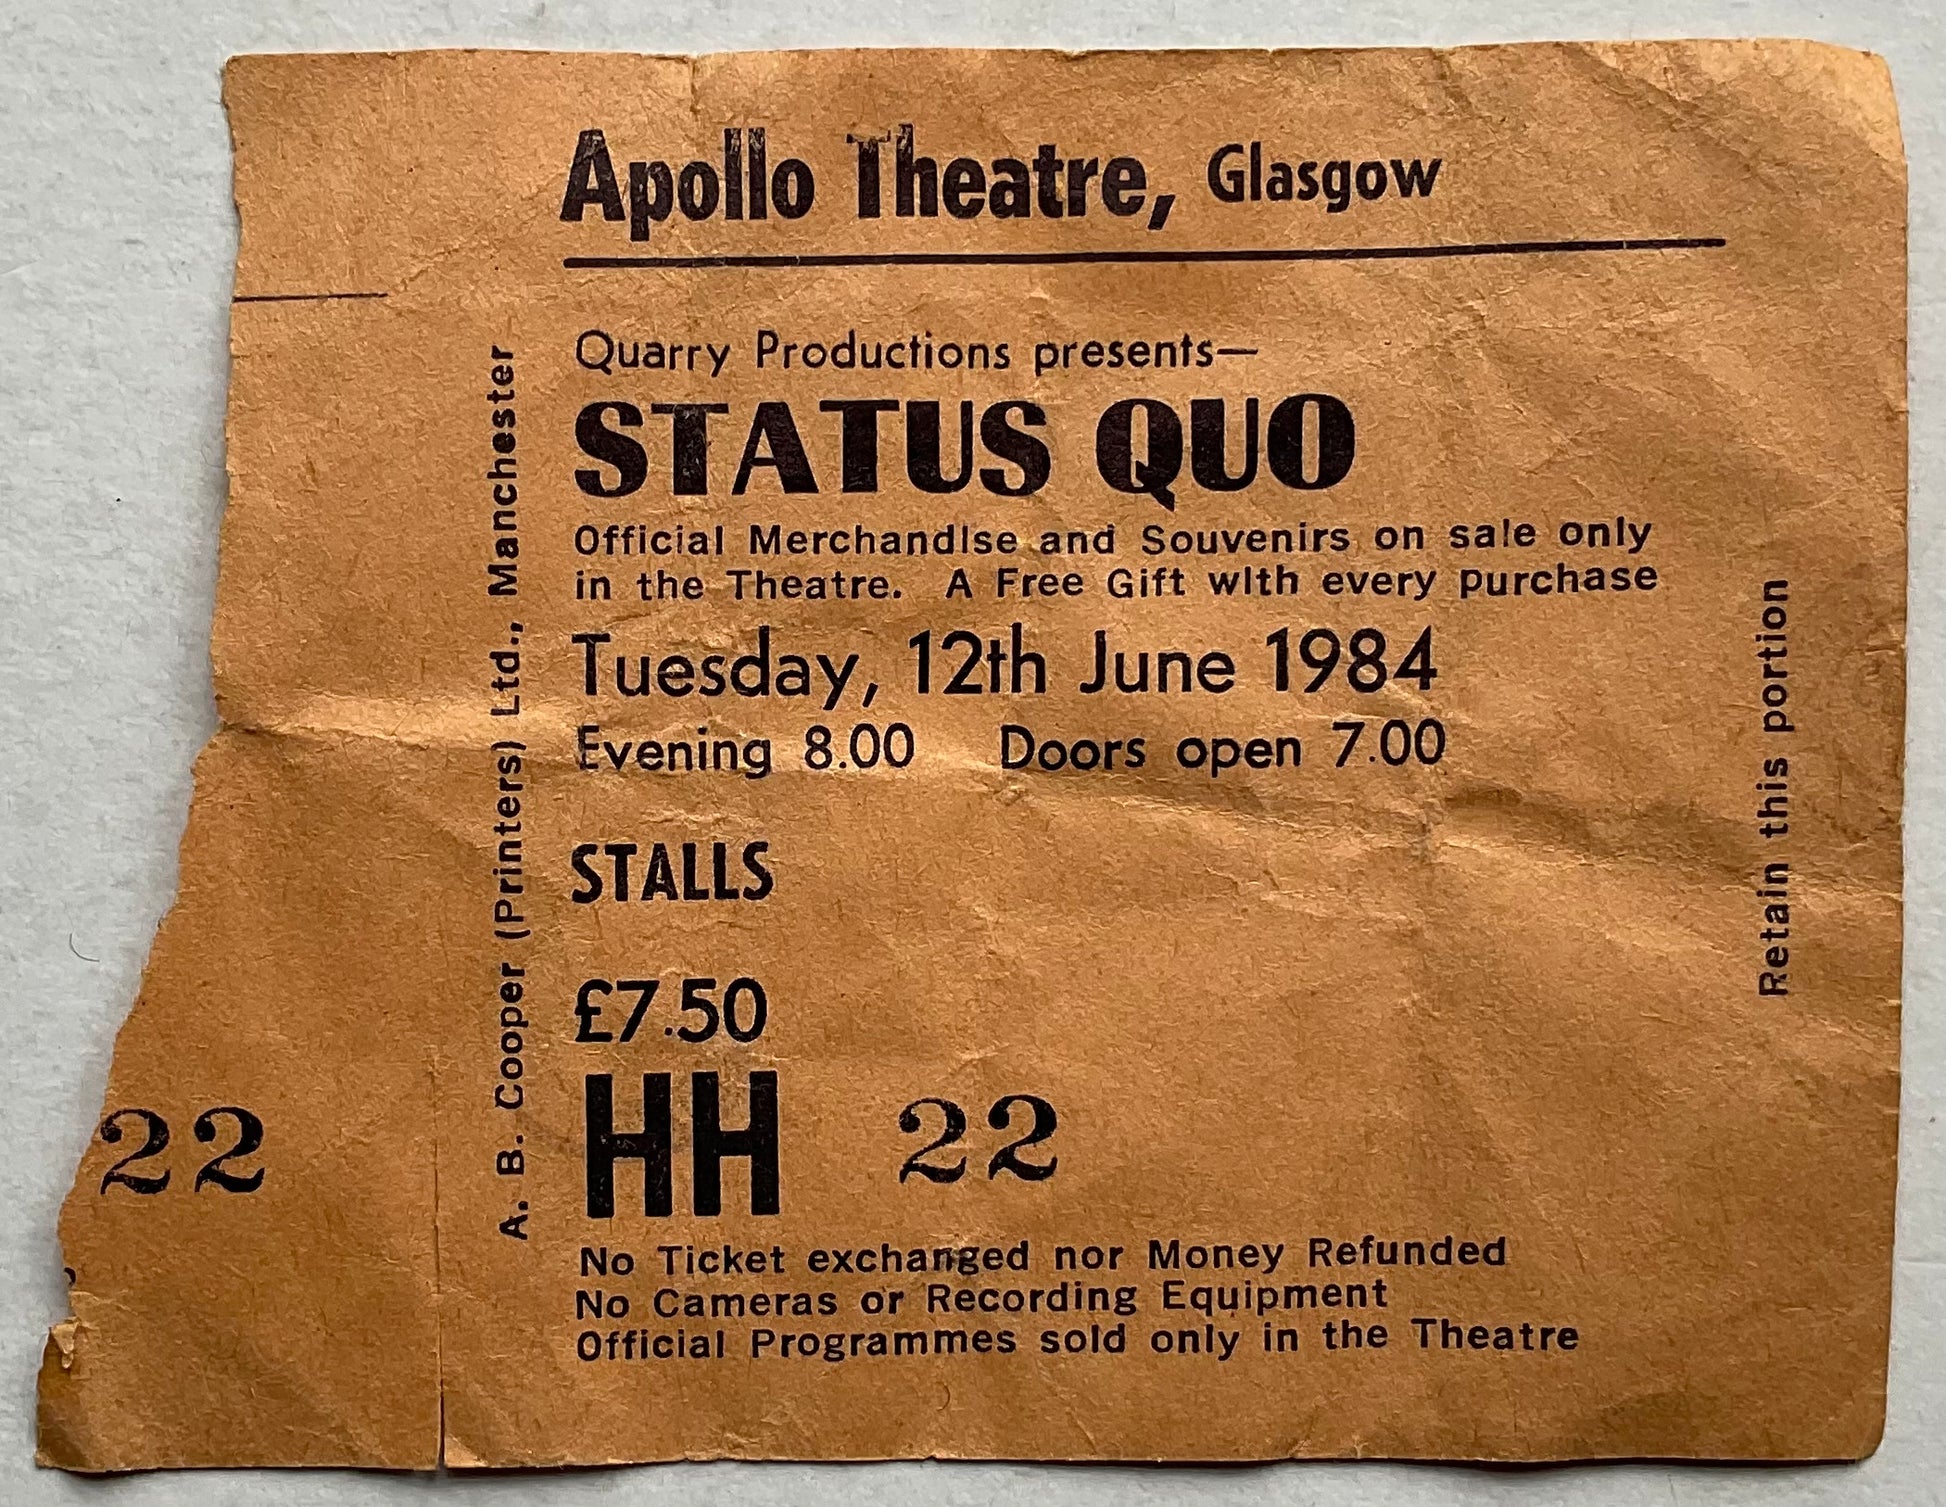 Apollo Theatre, Glasgow
Quarry Productions presents—
STATUS QUO
Official Merchandise and Souvenirs on sale only
in the Theatre. A Free Gift with every purchase
Tuesday, 12th June 1984
Evening 8.00 Doors open 7.00
STALLS
£7.50
HH 22
No Ticket exchanged nor Money Refunded
No Cameras or Recording Equipment
Official Programmes sold only in the Theatre
A. B. Cooper (Printers) Ltd., Manchester
Retain this portion
22